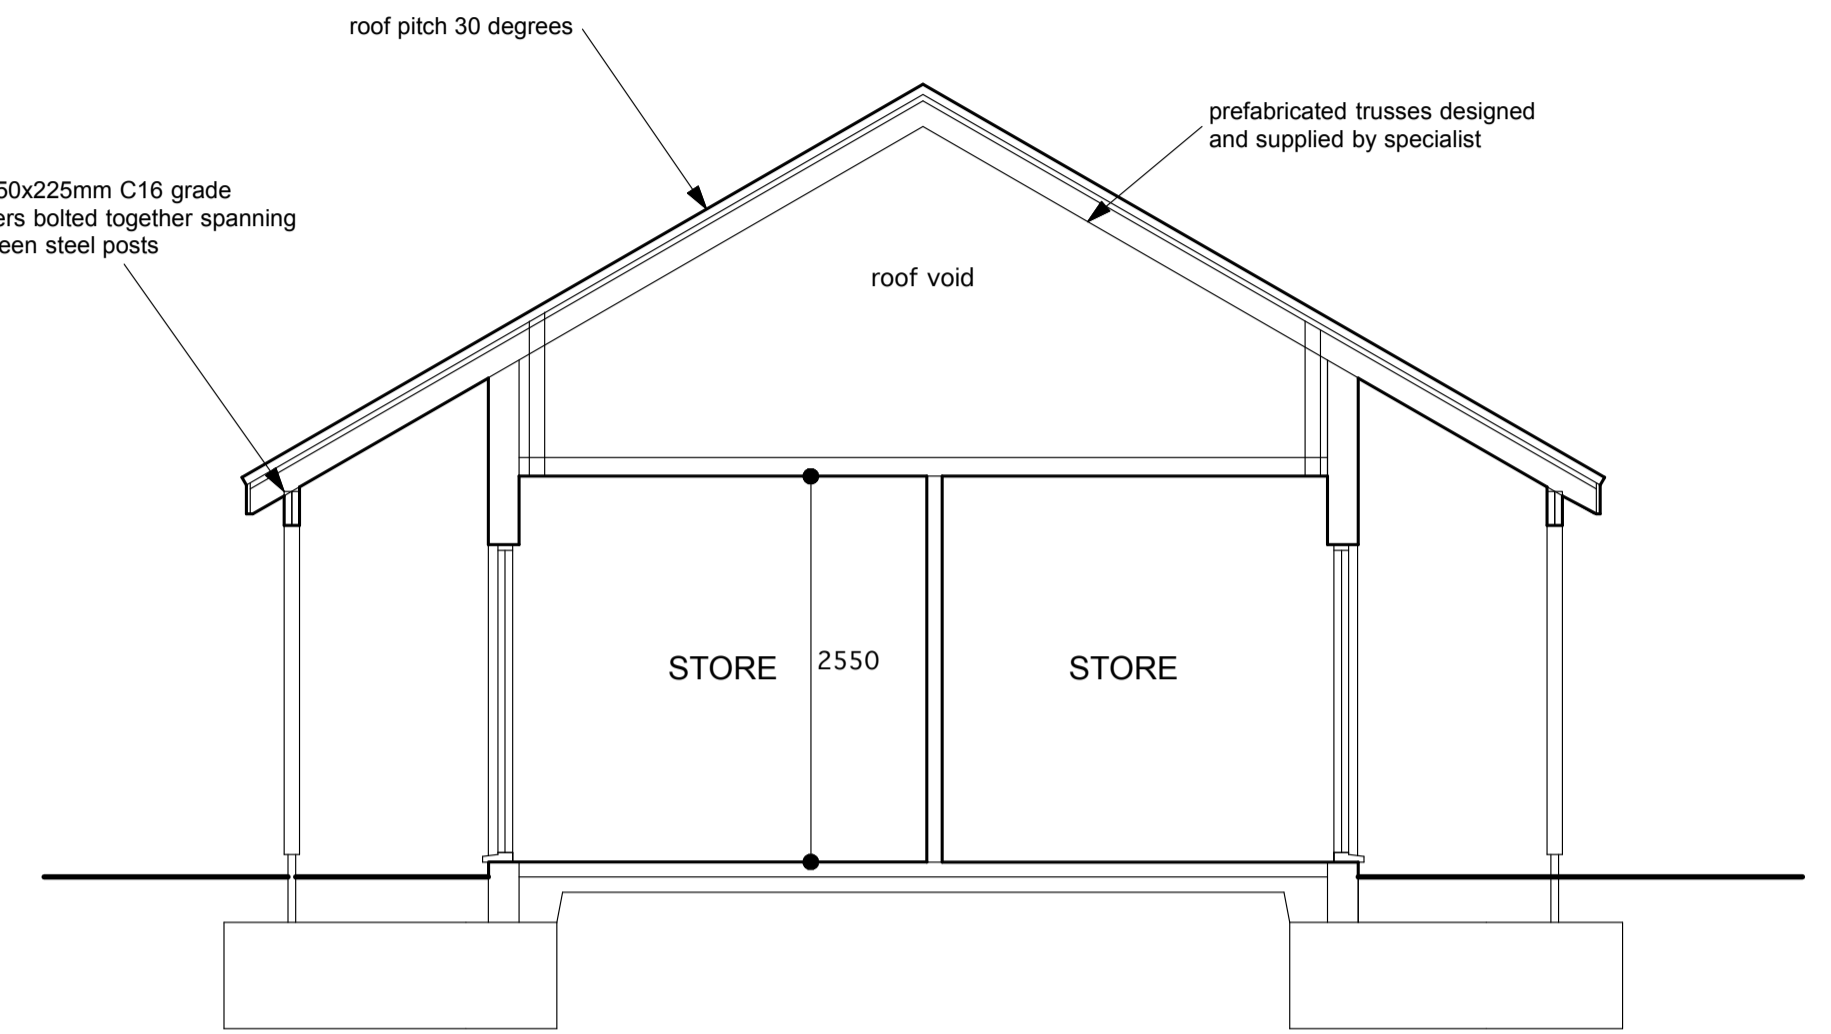 roof pitch 30 degrees
prefabricated trusses designed
and supplied by specialist
50x225mm C16 grade
ers bolted together spanning
een steel posts
roof void
STORE
2550
STORE